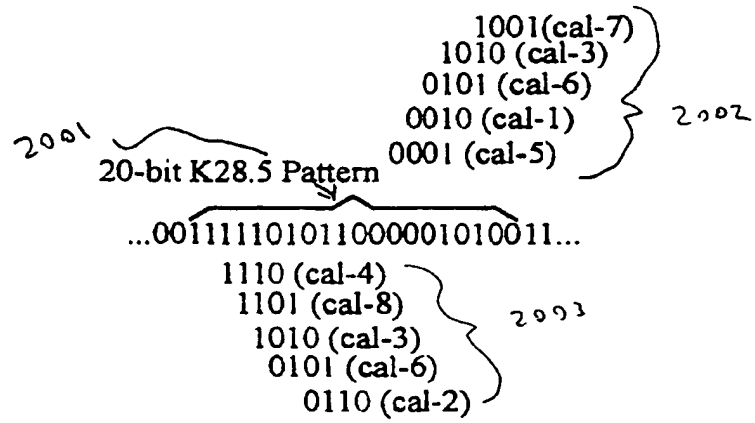 1001(cal-7)
1010 (cal-3)
0101 (cal-6)
0010 (cal-1)
2002
2001
0001 (cal-5)
20-bit K28.5 Pattern
...001111101011000001010011...
1110 (cal-4)
1101 (cal-8)
2003
1010 (cal-3)
0101 (cal-6)
0110 (cal-2)